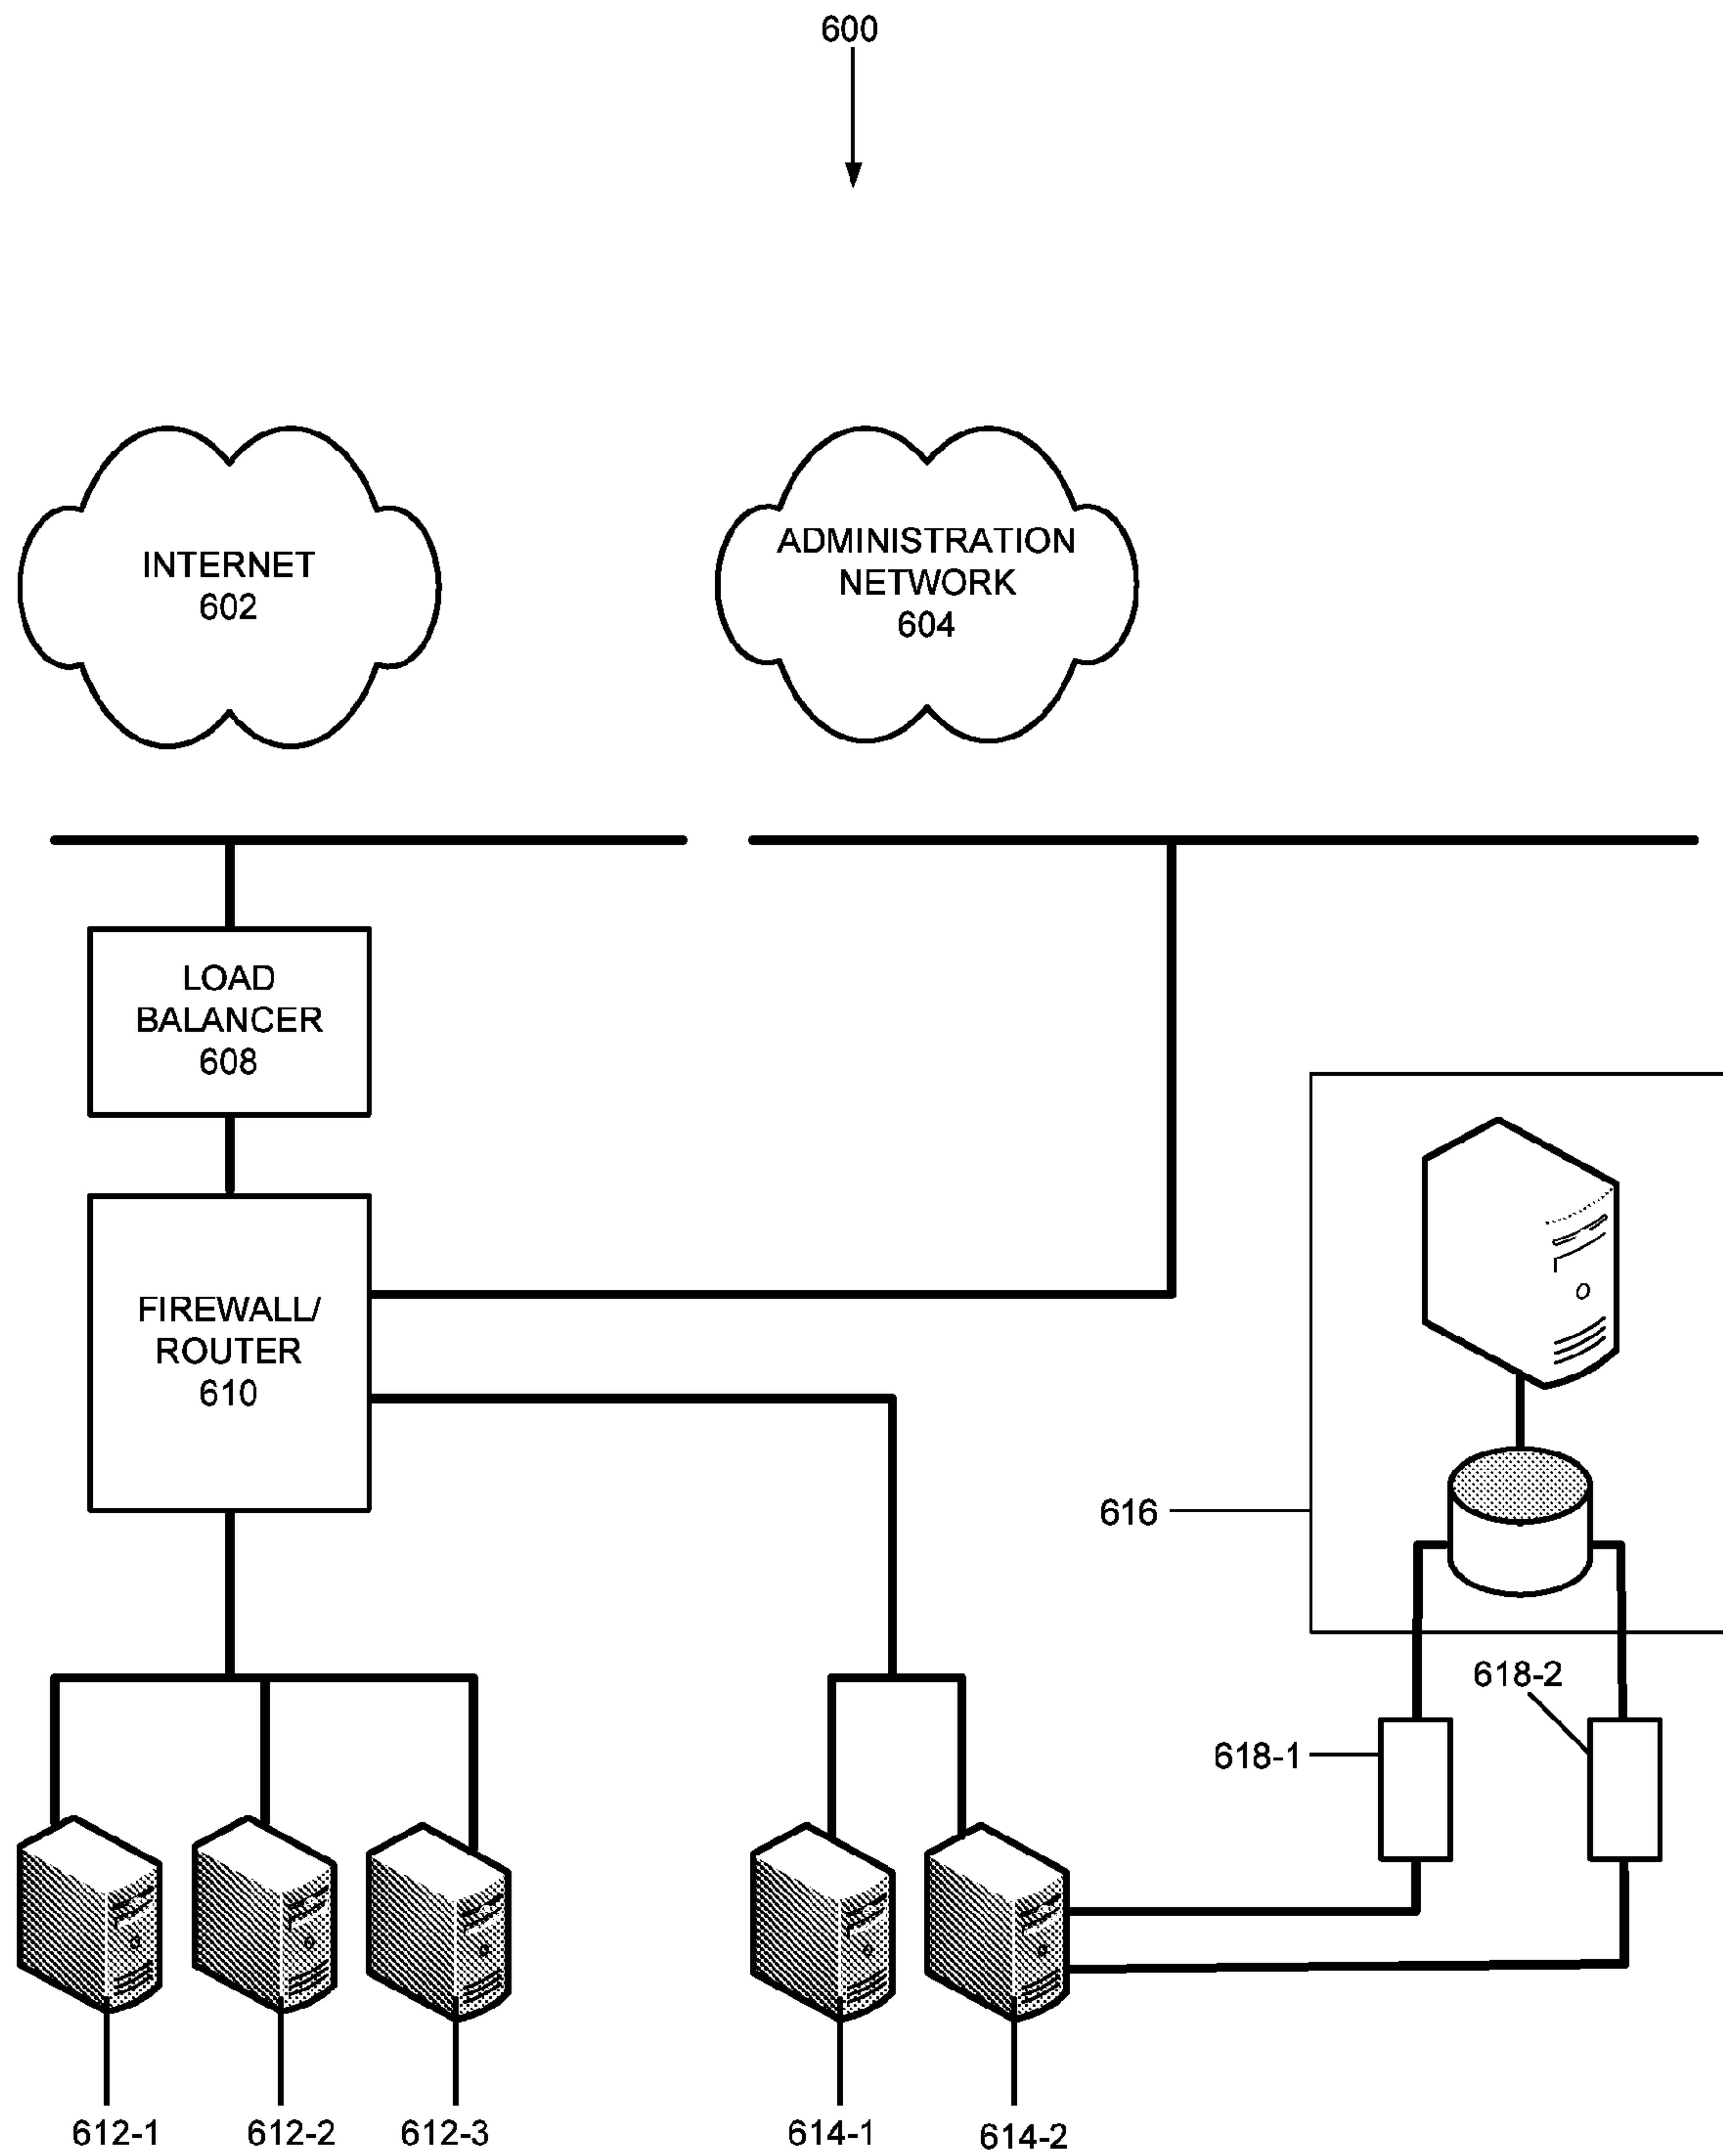 600
INTERNET
602
ADMINISTRATION
NETWORK
604
LOAD
BALANCER
608
FIREWALL/
ROUTER
610
616
618-2
618-1
612-1
612-2
612-3
614-1
614-2